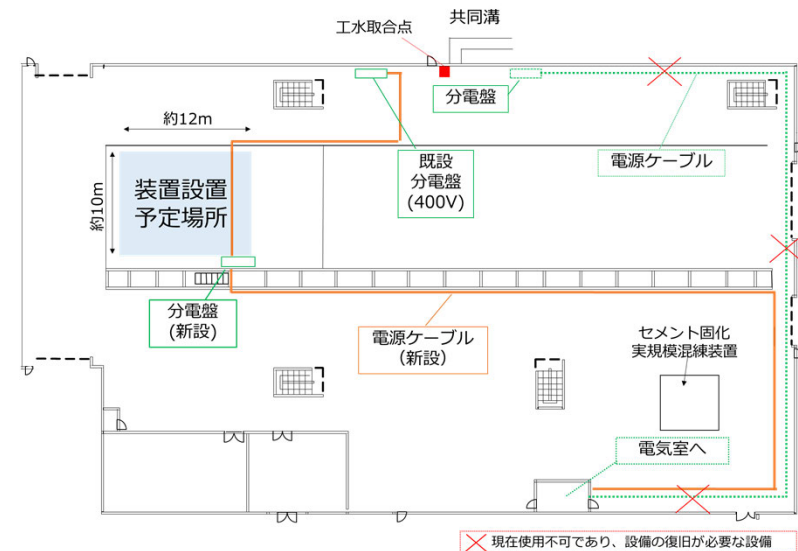 共同溝
工水取合点
分電盤
約12m
既設
分電盤
(400V)
電源ケーブル
装置設置
予定場所
約10m
分電盤
(新設)
電源ケーブル
（新設）
セメント固化
実規模混練装置
電気室へ
現在使用不可であり、設備の復旧が必要な設備